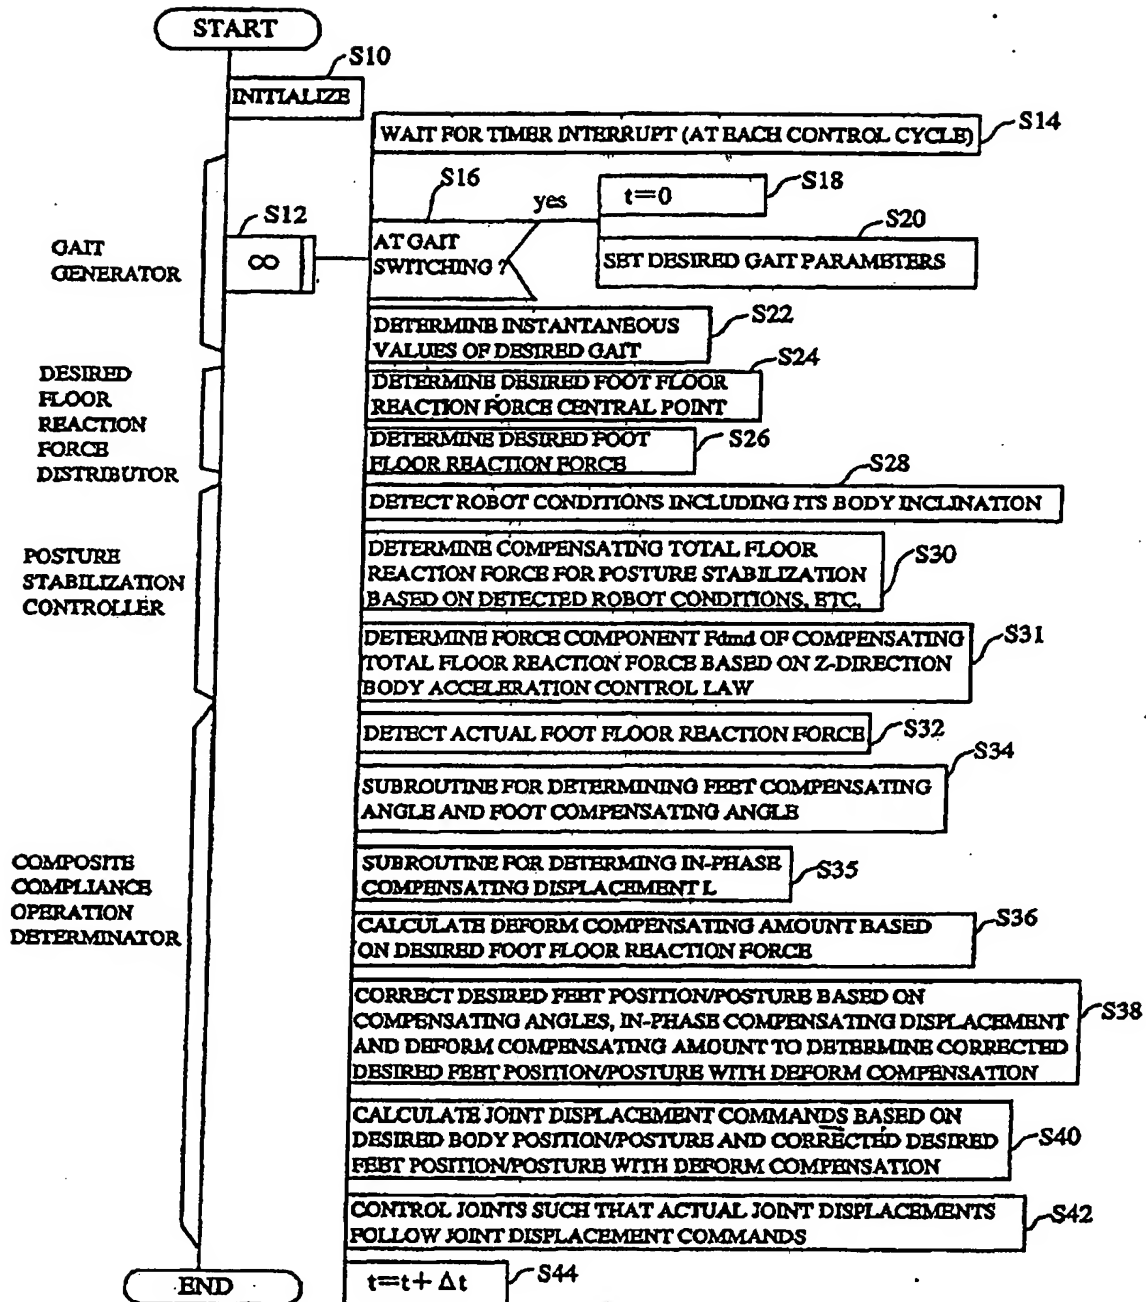 START
S10
INITIALIZE
WAIT FOR TIMER INTERRUPT (AT EACH CONTROL CYCLE)
S14
S16
yes
t=0
S18
S12
S20
GAIT
GENERATOR
∞
AT GAIT
SWITCHING ?
SET DESIRED GAIT PARAMETERS
DETERMINE INSTANTANEOUS
VALUES OF DESIRED GAIT
S22
DESIRED
FLOOR
REACTION
FORCE
DISTRIBUTOR
DETERMINE DESIRED FOOT FLOOR
REACTION FORCE CENTRAL POINT
S24
DETERMINE DESIRED FOOT
FLOOR REACTION FORCE
S26
S28
DETECT ROBOT CONDITIONS INCLUDING ITS BODY INCLINATION
POSTURE
STABILIZATION
CONTROLLER
DETERMINE COMPENSATING TOTAL FLOOR
REACTION FORCE FOR POSTURE STABILIZATION
BASED ON DETECTED ROBOT CONDITIONS, ETC.
S30
DETERMINE FORCE COMPONENT Fdmd OF COMPENSATING
TOTAL FLOOR REACTION FORCE BASED ON Z-DIRECTION
BODY ACCELERATION CONTROL LAW
S31
DETECT ACTUAL FOOT FLOOR REACTION FORCE
S32
S34
SUBROUTINE FOR DETERMINING FEET COMPENSATING
ANGLE AND FOOT COMPENSATING ANGLE
COMPOSITE
COMPLIANCE
OPERATION
DETERMINATOR
SUBROUTINE FOR DETERMING IN-PHASE
COMPENSATING DISPLACEMENT L
S35
CALCULATE DEFORM COMPENSATING AMOUNT BASED
ON DESIRED FOOT FLOOR REACTION FORCE
S36
CORRECT DESIRED FEET POSITION/POSTURE BASED ON
COMPENSATING ANGLES, IN-PHASE COMPENSATING DISPLACEMENT
AND DEFORM COMPENSATING AMOUNT TO DETERMINE CORRECTED
DESIRED FEET POSITION/POSTURE WITH DEFORM COMPENSATION
S38
CALCULATE JOINT DISPLACEMENT COMMANDS BASED ON
DESIRED BODY POSITION/POSTURE AND CORRECTED DESIRED
FEET POSITION/POSTURE WITH DEFORM COMPENSATION
S40
CONTROL JOINTS SUCH THAT ACTUAL JOINT DISPLACEMENTS
FOLLOW JOINT DISPLACEMENT COMMANDS
S42
END
t=t+ Δt
S44